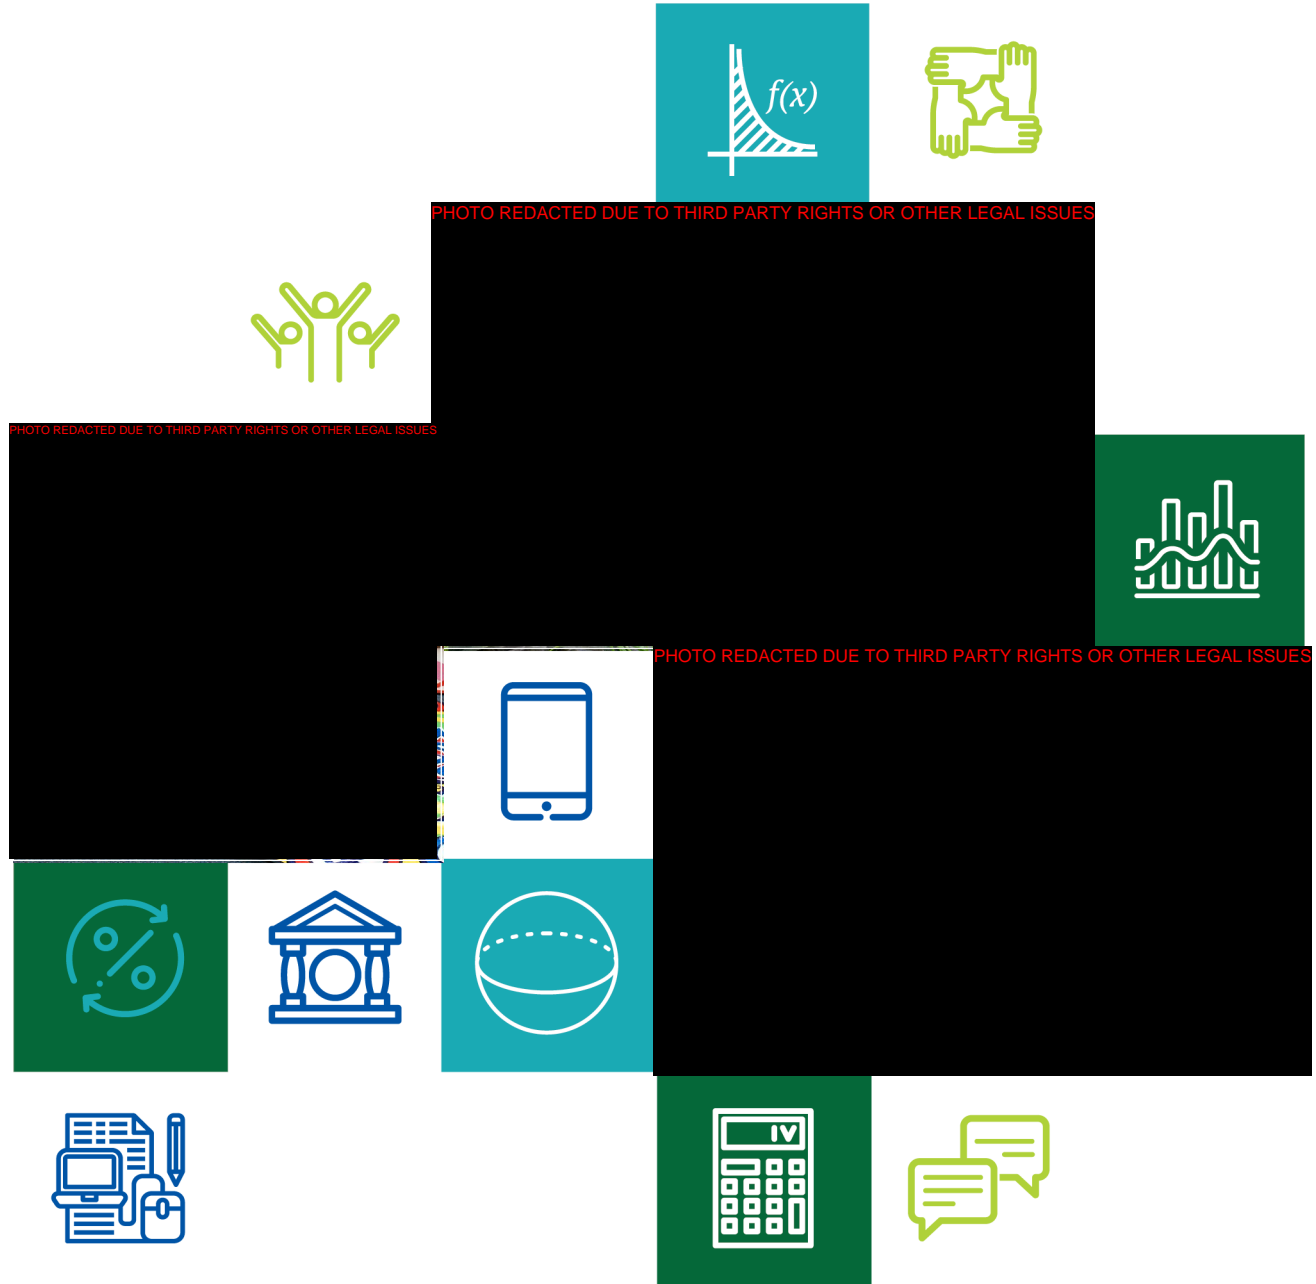 f(x)
PHOTO REDACTED DUE TO THIRD PARTY RIGHTS OR OTHER LEGAL ISSUES
PHOTO REDACTED DUE TO THIRD PARTY RIGHTS OR OTHER LEGAL ISSUES
PHOTO REDACTED DUE TO THIRD PARTY RIGHTS OR OTHER LEGAL ISSUES
%
IV